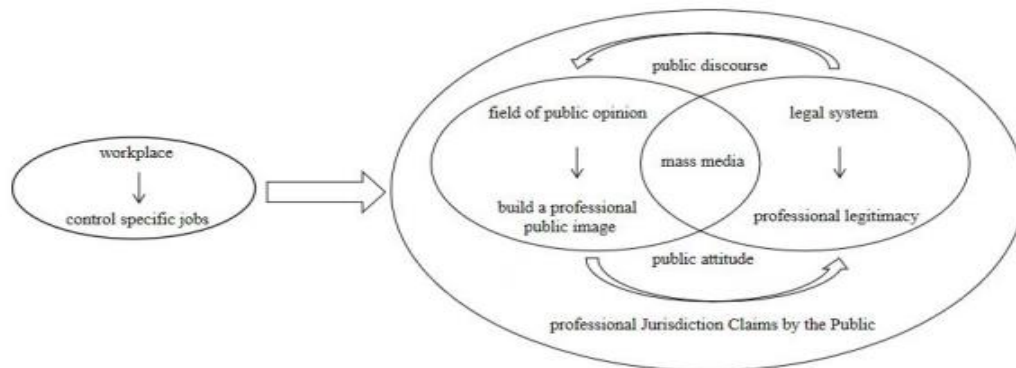 public discourse
field of public opinion
legal system
workplace
mass media
control specific jobs
build a professional
public image
professional legitimacy
public attitude
professional Jurisdiction Claims by the Public